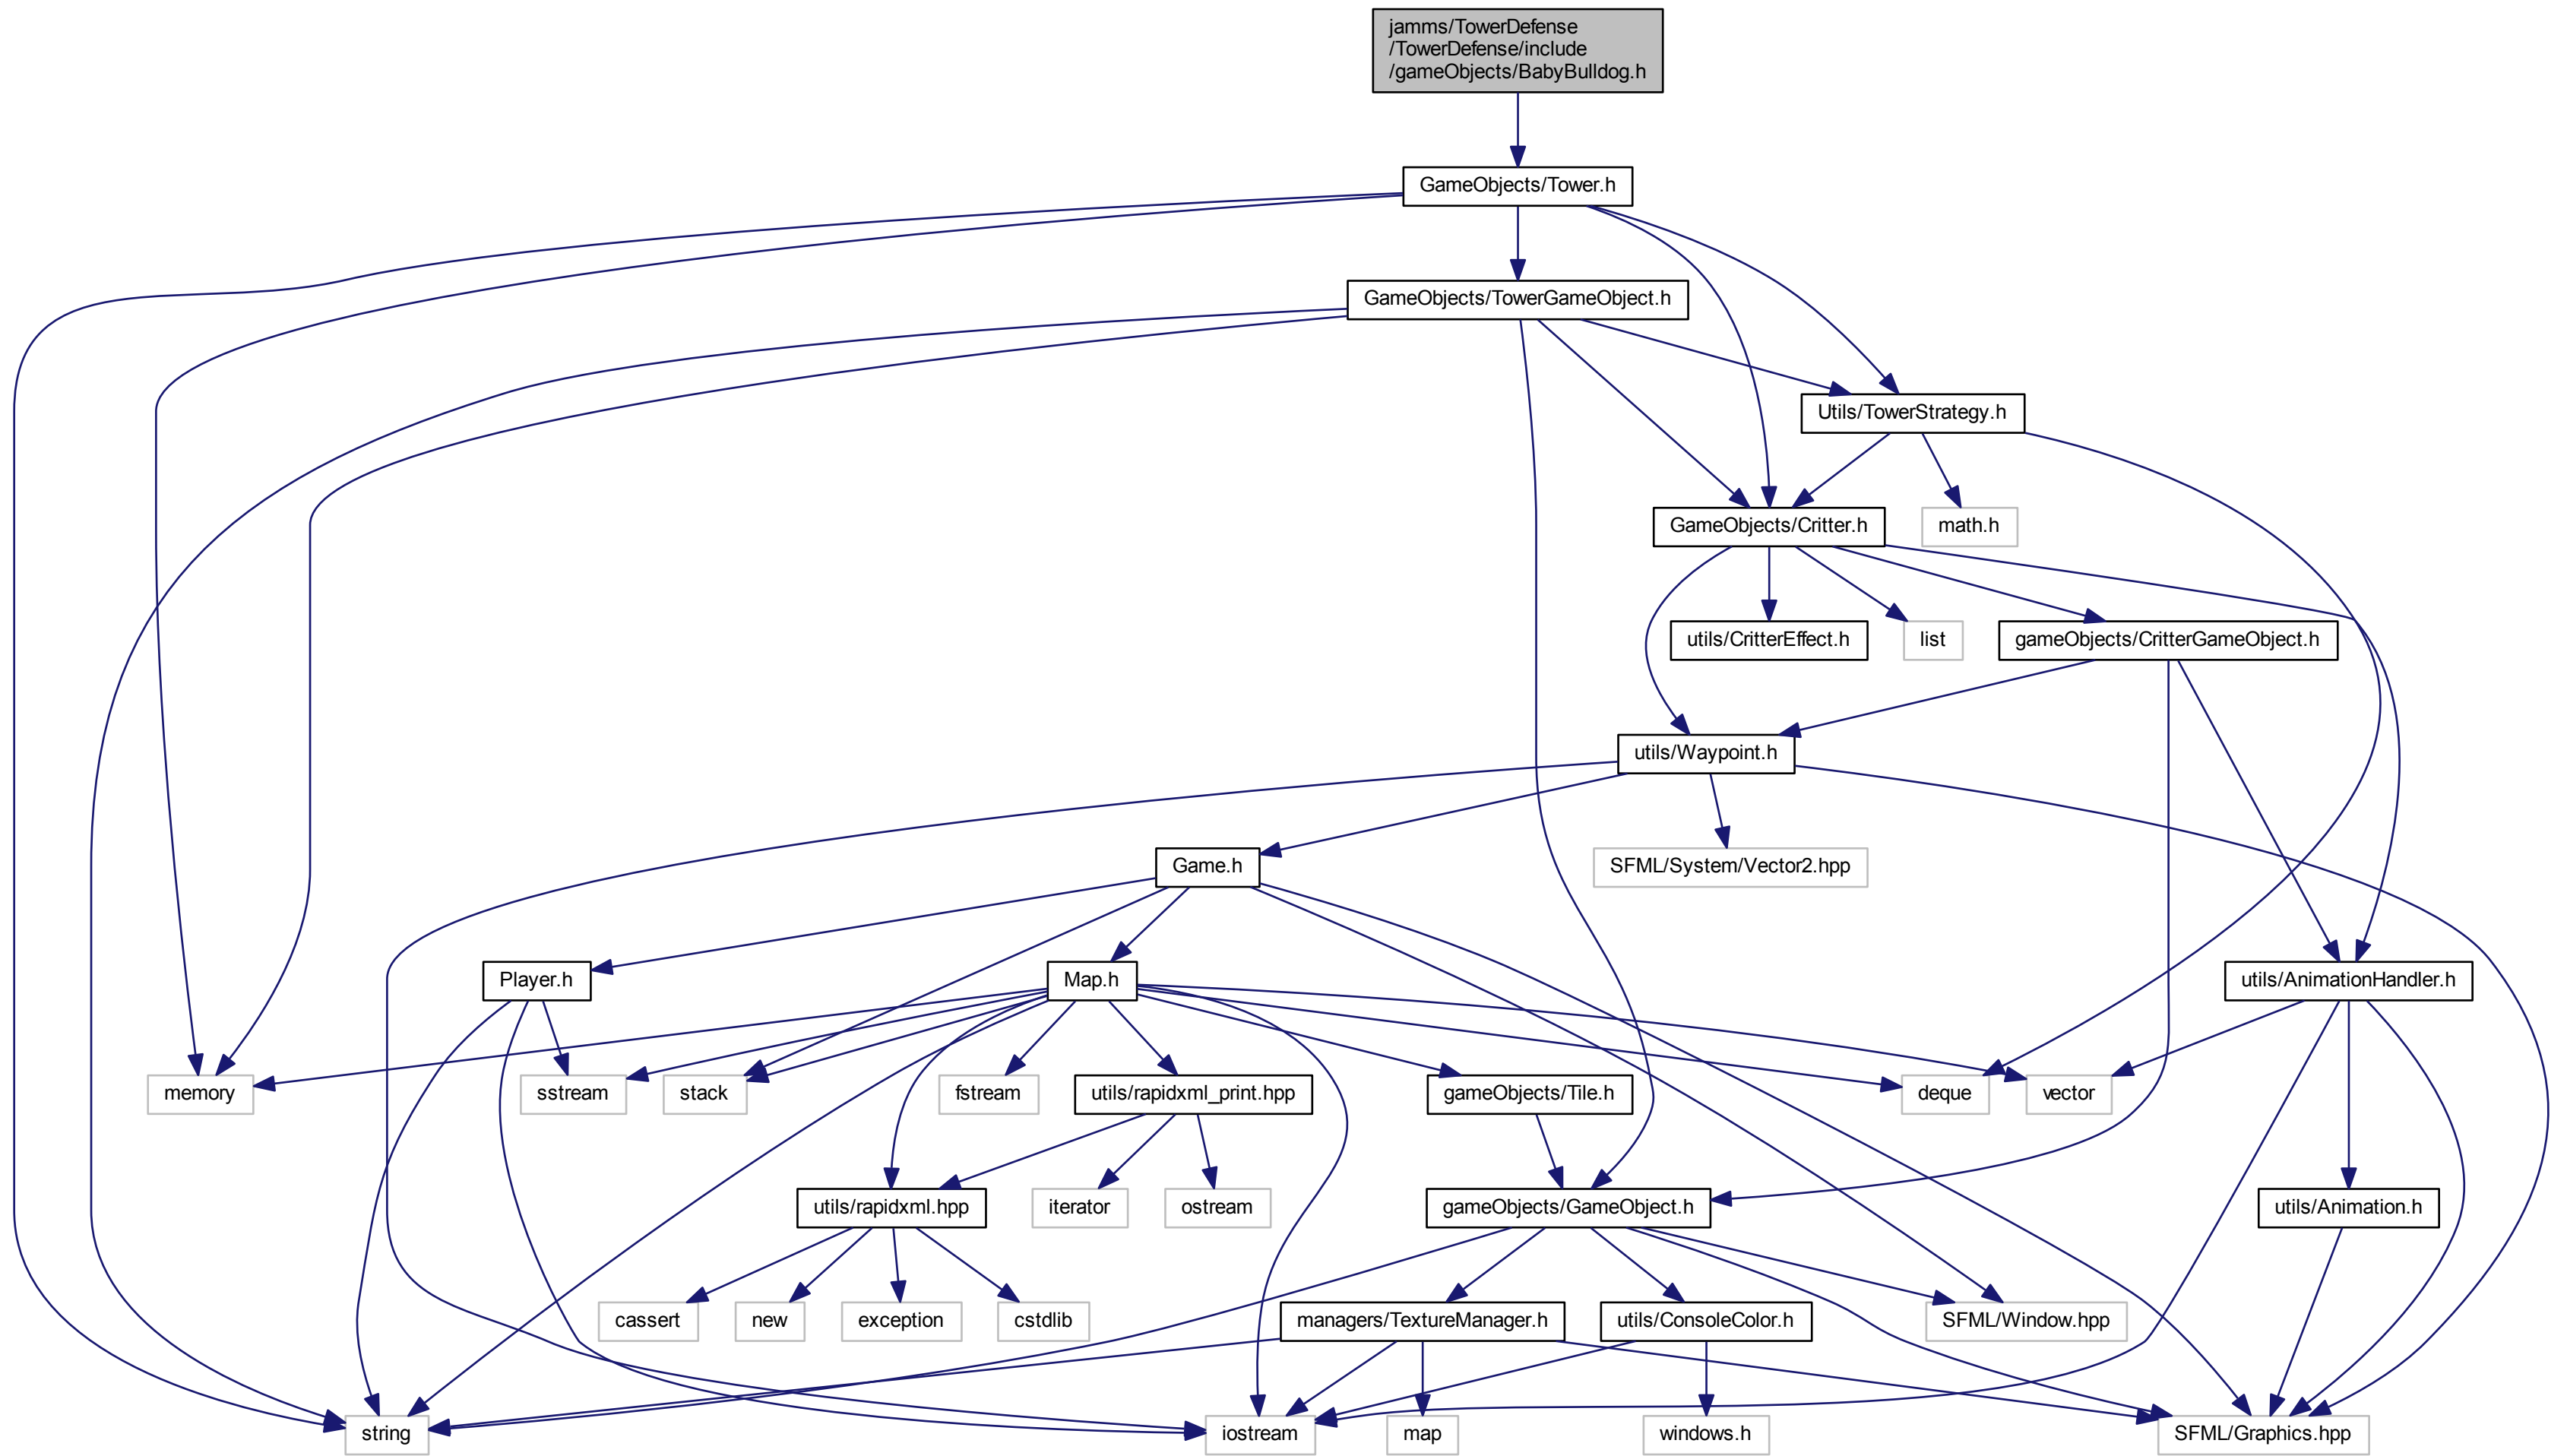 jamms/TowerDefense
/TowerDefense/include
/gameObjects/BabyBulldog.h
GameObjects/Tower.h
GameObjects/TowerGameObject.h
Utils/TowerStrategy.h
GameObjects/Critter.h
math.h
utils/CritterEffect.h
list
gameObjects/CritterGameObject.h
utils/Waypoint.h
Game.h
SFML/System/Vector2.hpp
Player.h
Map.h
utils/AnimationHandler.h
memory
sstream
stack
fstream
utils/rapidxml_print.hpp
gameObjects/Tile.h
deque
vector
utils/rapidxml.hpp
iterator
ostream
gameObjects/GameObject.h
utils/Animation.h
cassert
new
exception
cstdlib
managers/TextureManager.h
utils/ConsoleColor.h
SFML/Window.hpp
string
iostream
map
windows.h
SFML/Graphics.hpp